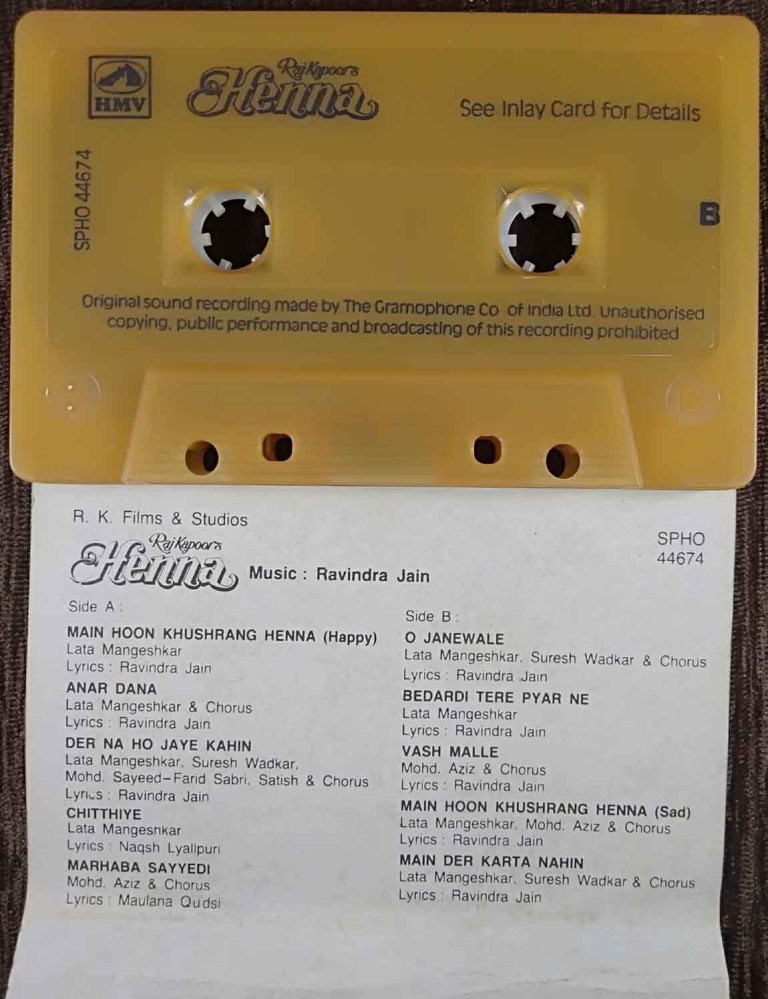 HMV
Raj Kapoor's
Henna
See Inlay Card for Details
SPHO 44674
B
Original sound recording made by The Gramophone Co of India Ltd. Unauthorised
copying, public performance and broadcasting of this recording prohibited
R. K. Films & Studios
Raj Kapoor's
Henna
Music : Ravindra Jain
SPHO
44674
Side A :
MAIN HOON KHUSHRANG HENNA (Happy)
Lata Mangeshkar
Lyrics : Ravindra Jain
ANAR DANA
Lata Mangeshkar & Chorus
Lyrics : Ravindra Jain
DER NA HO JAYE KAHIN
Lata Mangeshkar, Suresh Wadkar,
Mohd. Sayeed-Farid Sabri, Satish & Chorus
Lyrics : Ravindra Jain
CHITTHIYE
Lata Mangeshkar
Lyrics : Naqsh Lyallpuri
MARHABA SAYYEDI
Mohd. Aziz & Chorus
Lyrics : Maulana Qudsi
Side B :
O JANEWALE
Lata Mangeshkar, Suresh Wadkar & Chorus
Lyrics : Ravindra Jain
BEDARDI TERE PYAR NE
Lata Mangeshkar
Lyrics : Ravindra Jain
VASH MALLE
Mohd. Aziz & Chorus
Lyrics : Ravindra Jain
MAIN HOON KHUSHRANG HENNA (Sad)
Lata Mangeshkar, Mohd. Aziz & Chorus
Lyrics : Ravindra Jain
MAIN DER KARTA NAHIN
Lata Mangeshkar, Suresh Wadkar & Chorus
Lyrics : Ravindra Jain